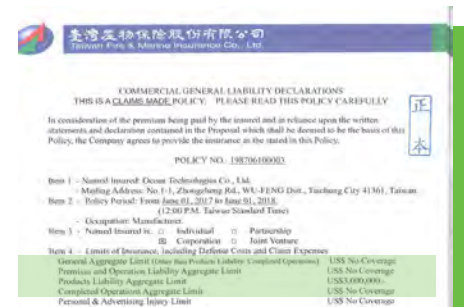 臺灣產物保險股份有限公司
Taiwan Fire & Marine Insurance Co., Ltd.
COMMERCIAL GENERAL LIABILITY DECLARATIONS
THIS IS A CLAIMS MADE POLICY. PLEASE READ THIS POLICY CAREFULLY
正本
In consideration of the premium being paid by the insured and in reliance upon the written
statements and declaration contained in the Proposal which shall be deemed to be the basis of this
Policy, the Company agrees to provide the insurance as the stated in this Policy.
POLICY NO.: 198706100003
Item 1 - Named Insured: Ocean Technologies Co., Ltd.
- Mailing Address: No.1-1, Zhongzheng Rd., WU-FENG Dist., Taichung City 41361, Taiwan
Item 2 - Policy Period: From June 01, 2017 to June 01, 2018.
(12:00 P.M. Taiwan Standard Time)
- Occupation: Manufacturer.
Item 3 - Named Insured is: □ Individual □ Partnership
☒ Corporation □ Joint Venture
Item 4 - Limits of Insurance, Including Defense Costs and Claim Expenses
General Aggregate Limit (Other than Products Liability/ Completed Operations) US$ No Coverage
Premises and Operation Liability Aggregate Limit US$ No Coverage
Products Liability Aggregate Limit US$3,000,000.-
Completed Operations Aggregate Limit US$ No Coverage
Personal & Advertising Injury Limit US$ No Coverage